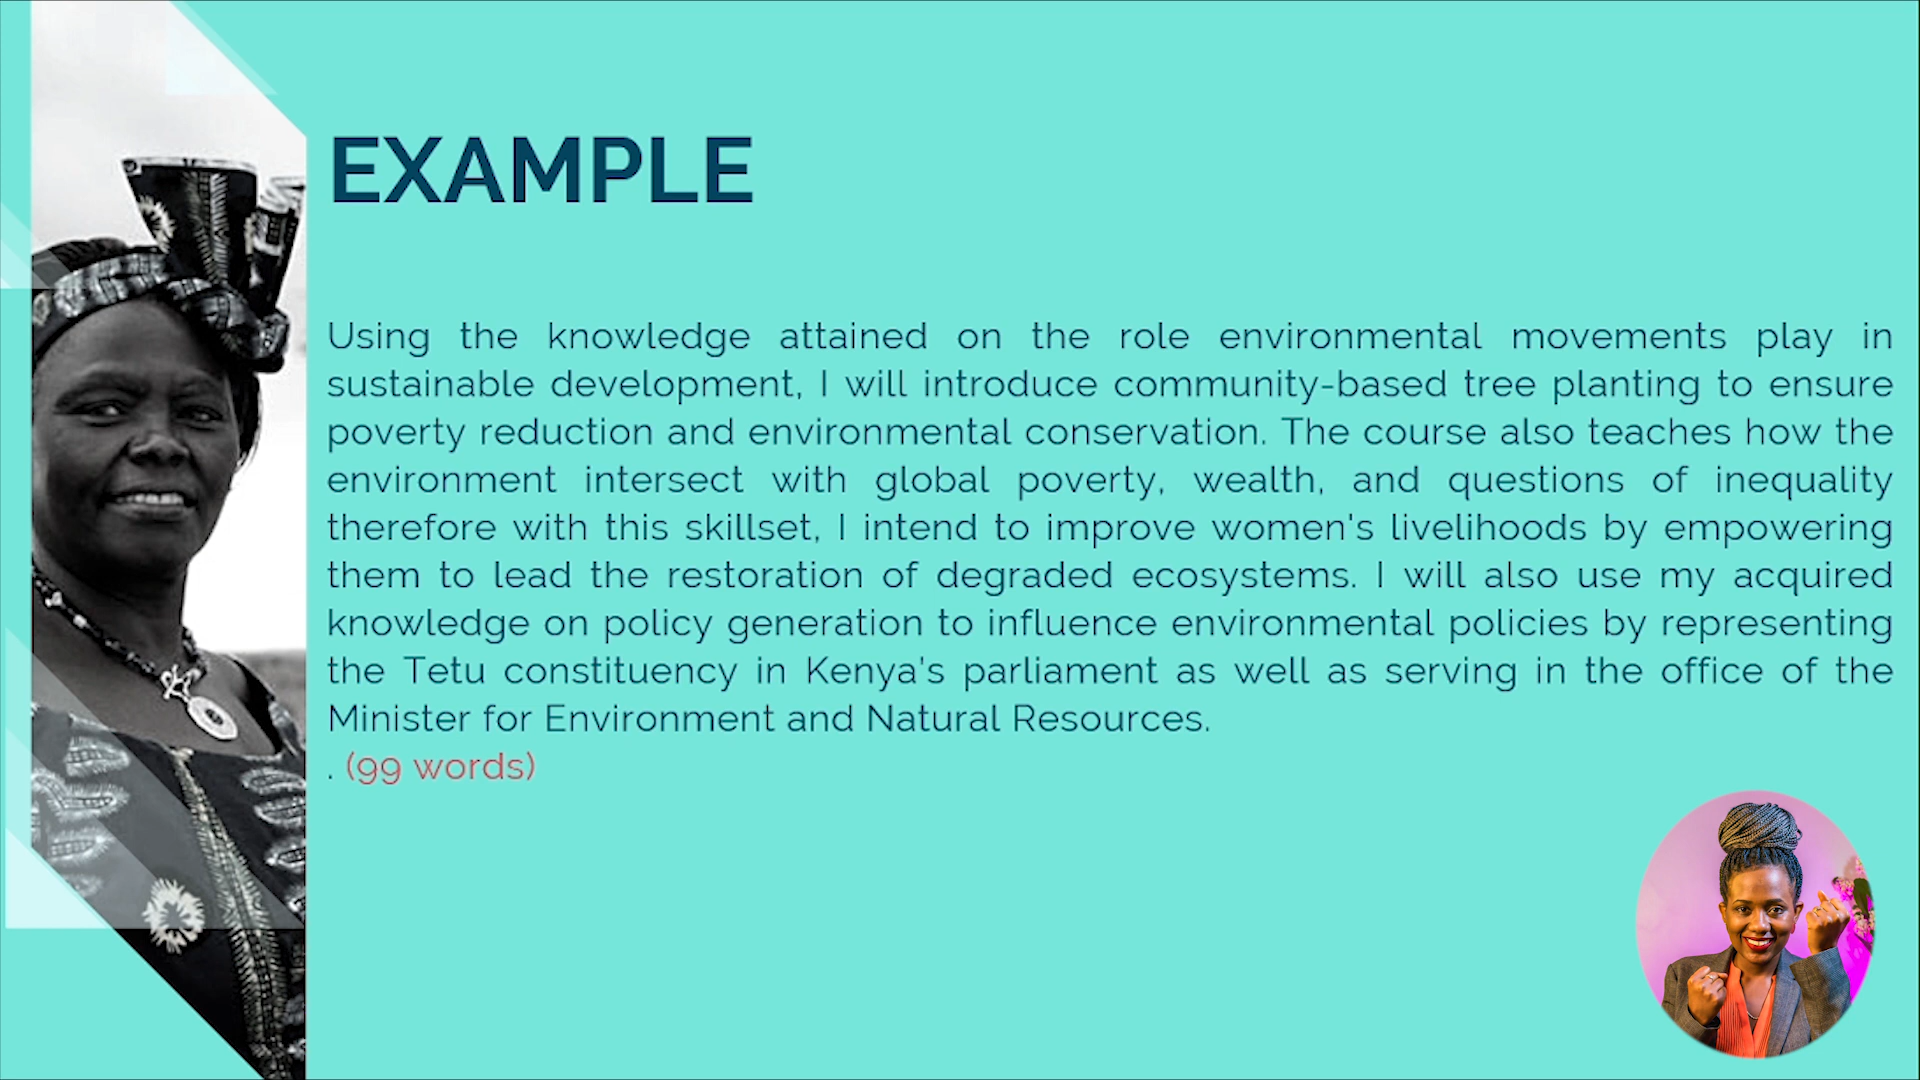 EXAMPLE
Using the knowledge attained on the role environmental movements play in
sustainable development, I will introduce community-based tree planting to ensure
poverty reduction and environmental conservation. The course also teaches how the
environment intersect with global poverty, wealth, and questions of inequality
therefore with this skillset, I intend to improve women's livelihoods by empowering
them to lead the restoration of degraded ecosystems. I will also use my acquired
knowledge on policy generation to influence environmental policies by representing
the Tetu constituency in Kenya's parliament as well as serving in the office of the
Minister for Environment and Natural Resources.
. (99 words)